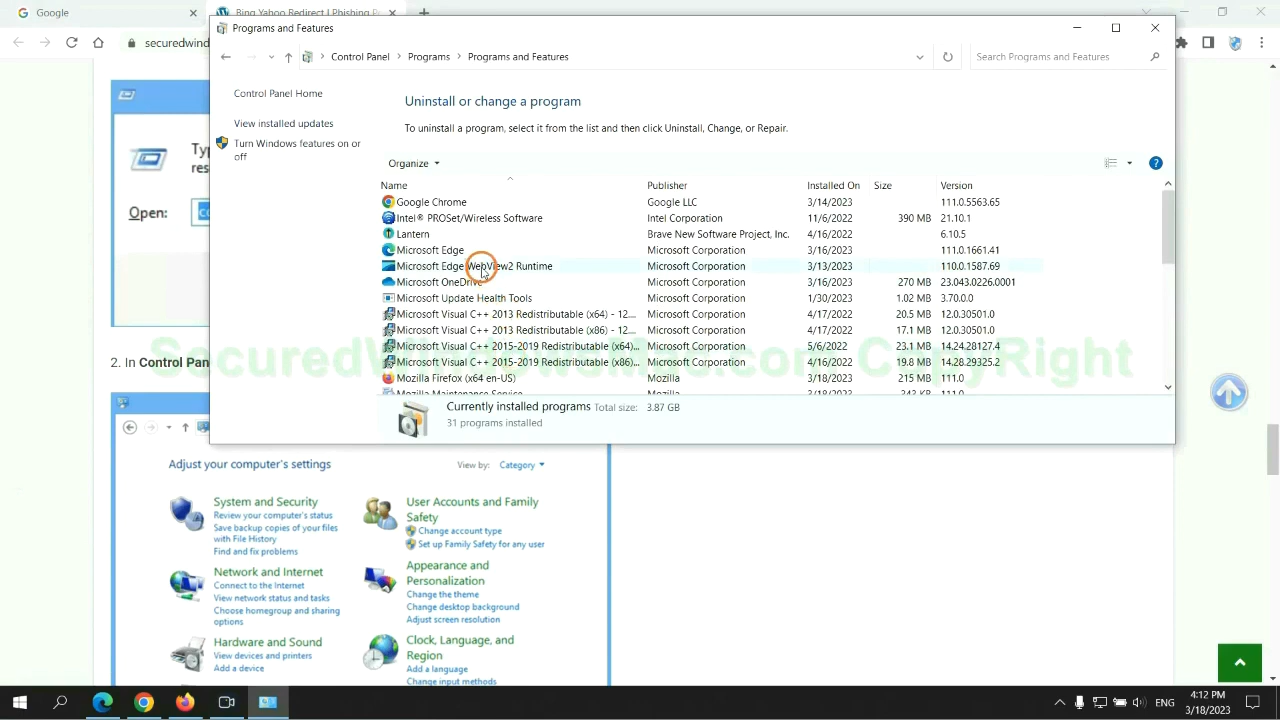 Google
Bing Yahoo Redirect | Phishing P
Programs and Features
securedwind
Control Panel
Programs
Programs and Features
Search Programs and Features
Control Panel Home
View installed updates
Turn Windows features on or
off
Uninstall or change a program
To uninstall a program, select it from the list and then click Uninstall, Change, or Repair.
Organize
Name Publisher Installed On Size Version
Google Chrome Google LLC 3/14/2023 111.0.5563.65
Intel® PROSet/Wireless Software Intel Corporation 11/6/2022 390 MB 21.10.1
Lantern Brave New Software Project, Inc. 4/16/2022 6.10.5
Microsoft Edge Microsoft Corporation 3/16/2023 111.0.1661.41
Microsoft Edge WebView2 Runtime Microsoft Corporation 3/13/2023 110.0.1587.69
Microsoft OneDrive Microsoft Corporation 3/16/2023 270 MB 23.043.0226.0001
Microsoft Update Health Tools Microsoft Corporation 1/30/2023 1.02 MB 3.70.0.0
Microsoft Visual C++ 2013 Redistributable (x64) - 12.... Microsoft Corporation 4/17/2022 20.5 MB 12.0.30501.0
Microsoft Visual C++ 2013 Redistributable (x86) - 12.... Microsoft Corporation 4/17/2022 17.1 MB 12.0.30501.0
Microsoft Visual C++ 2015-2019 Redistributable (x64)... Microsoft Corporation 5/6/2022 23.1 MB 14.24.28127.4
Microsoft Visual C++ 2015-2019 Redistributable (x86)... Microsoft Corporation 4/16/2022 19.8 MB 14.28.29325.2
Mozilla Firefox (x64 en-US) Mozilla 3/18/2023 215 MB 111.0
Mozilla Maintenance Service Mozilla 3/18/2023 343 KB 111.0
Currently installed programs Total size: 3.87 GB
31 programs installed
Ty
res
Open:
2. In Control Pan
Adjust your computer's settings
View by: Category
System and Security
Review your computer's status
Save backup copies of your files
with File History
Find and fix problems
Network and Internet
Connect to the Internet
View network status and tasks
Choose homegroup and sharing
options
Hardware and Sound
View devices and printers
Add a device
User Accounts and Family
Safety
Change account type
Set up Family Safety for any user
Appearance and
Personalization
Change the theme
Change desktop background
Adjust screen resolution
Clock, Language, and
Region
Add a language
Change input methods
ENG
4:12 PM
3/18/2023